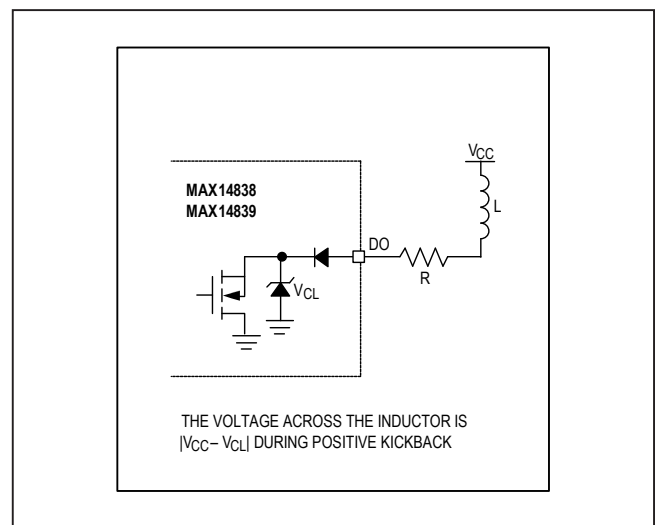 VCC
L
MAX14838
MAX14839
DO
R
VCL
THE VOLTAGE ACROSS THE INDUCTOR IS
|VCC– VCL| DURING POSITIVE KICKBACK